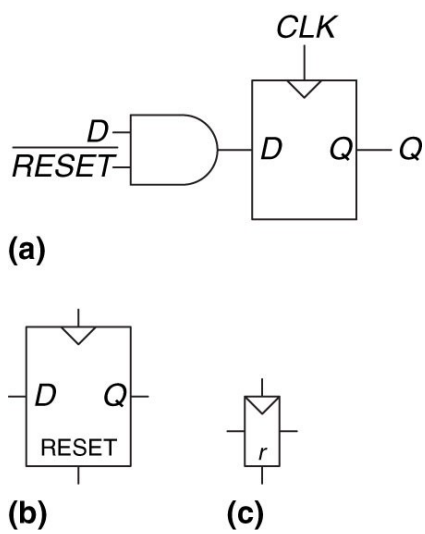 CLK
D
RESET
D Q Q
(a)
D Q
RESET
r
(b) (c)